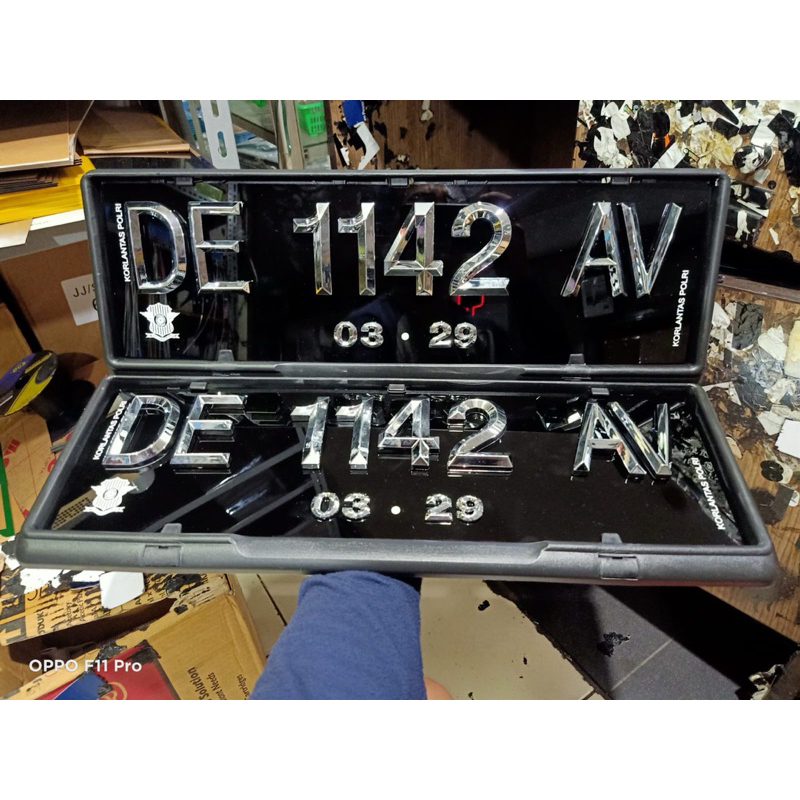 KORLANTAS POLRI
DE 1142 AV
03 · 29
KORLANTAS POLRI
KORLANTAS POLRI
DE 1142 AV
03 · 29
KORLANTAS POLRI
OPPO F11 Pro
Solution